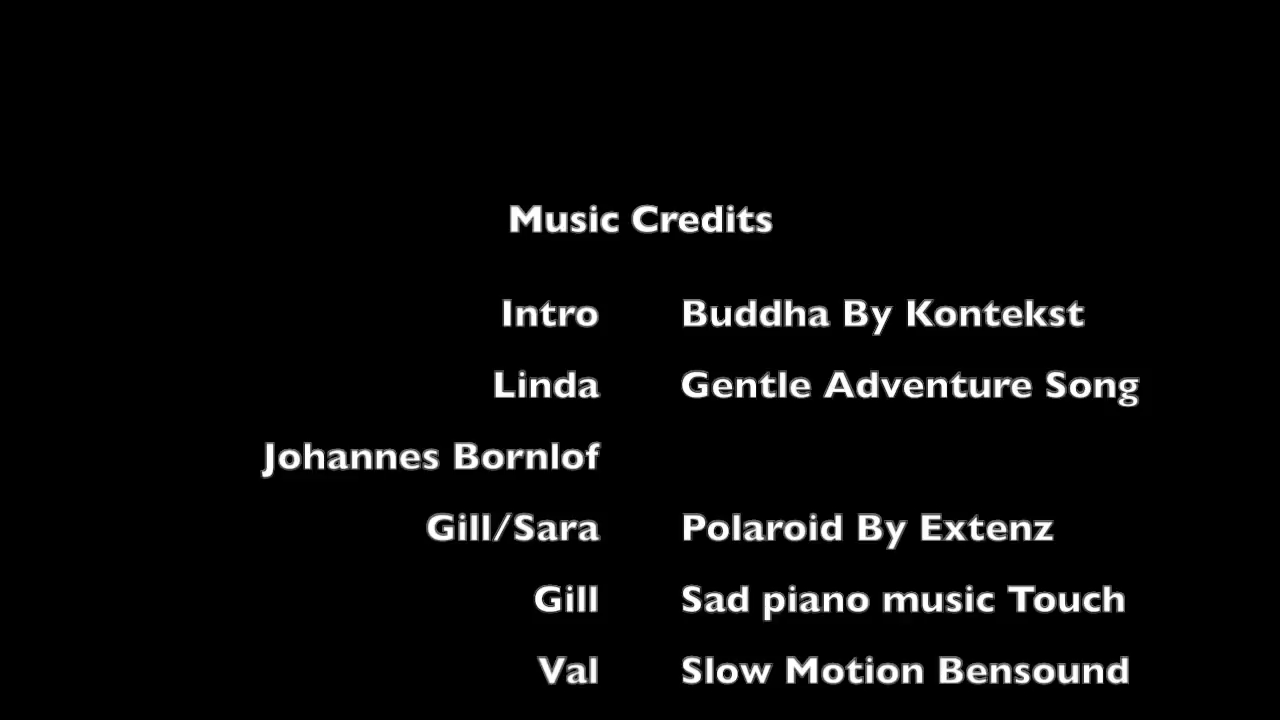 Music Credits
Intro Buddha By Kontekst
Linda Gentle Adventure Song
Johannes Bornlof
Gill/Sara Polaroid By Extenz
Gill Sad piano music Touch
Val Slow Motion Bensound